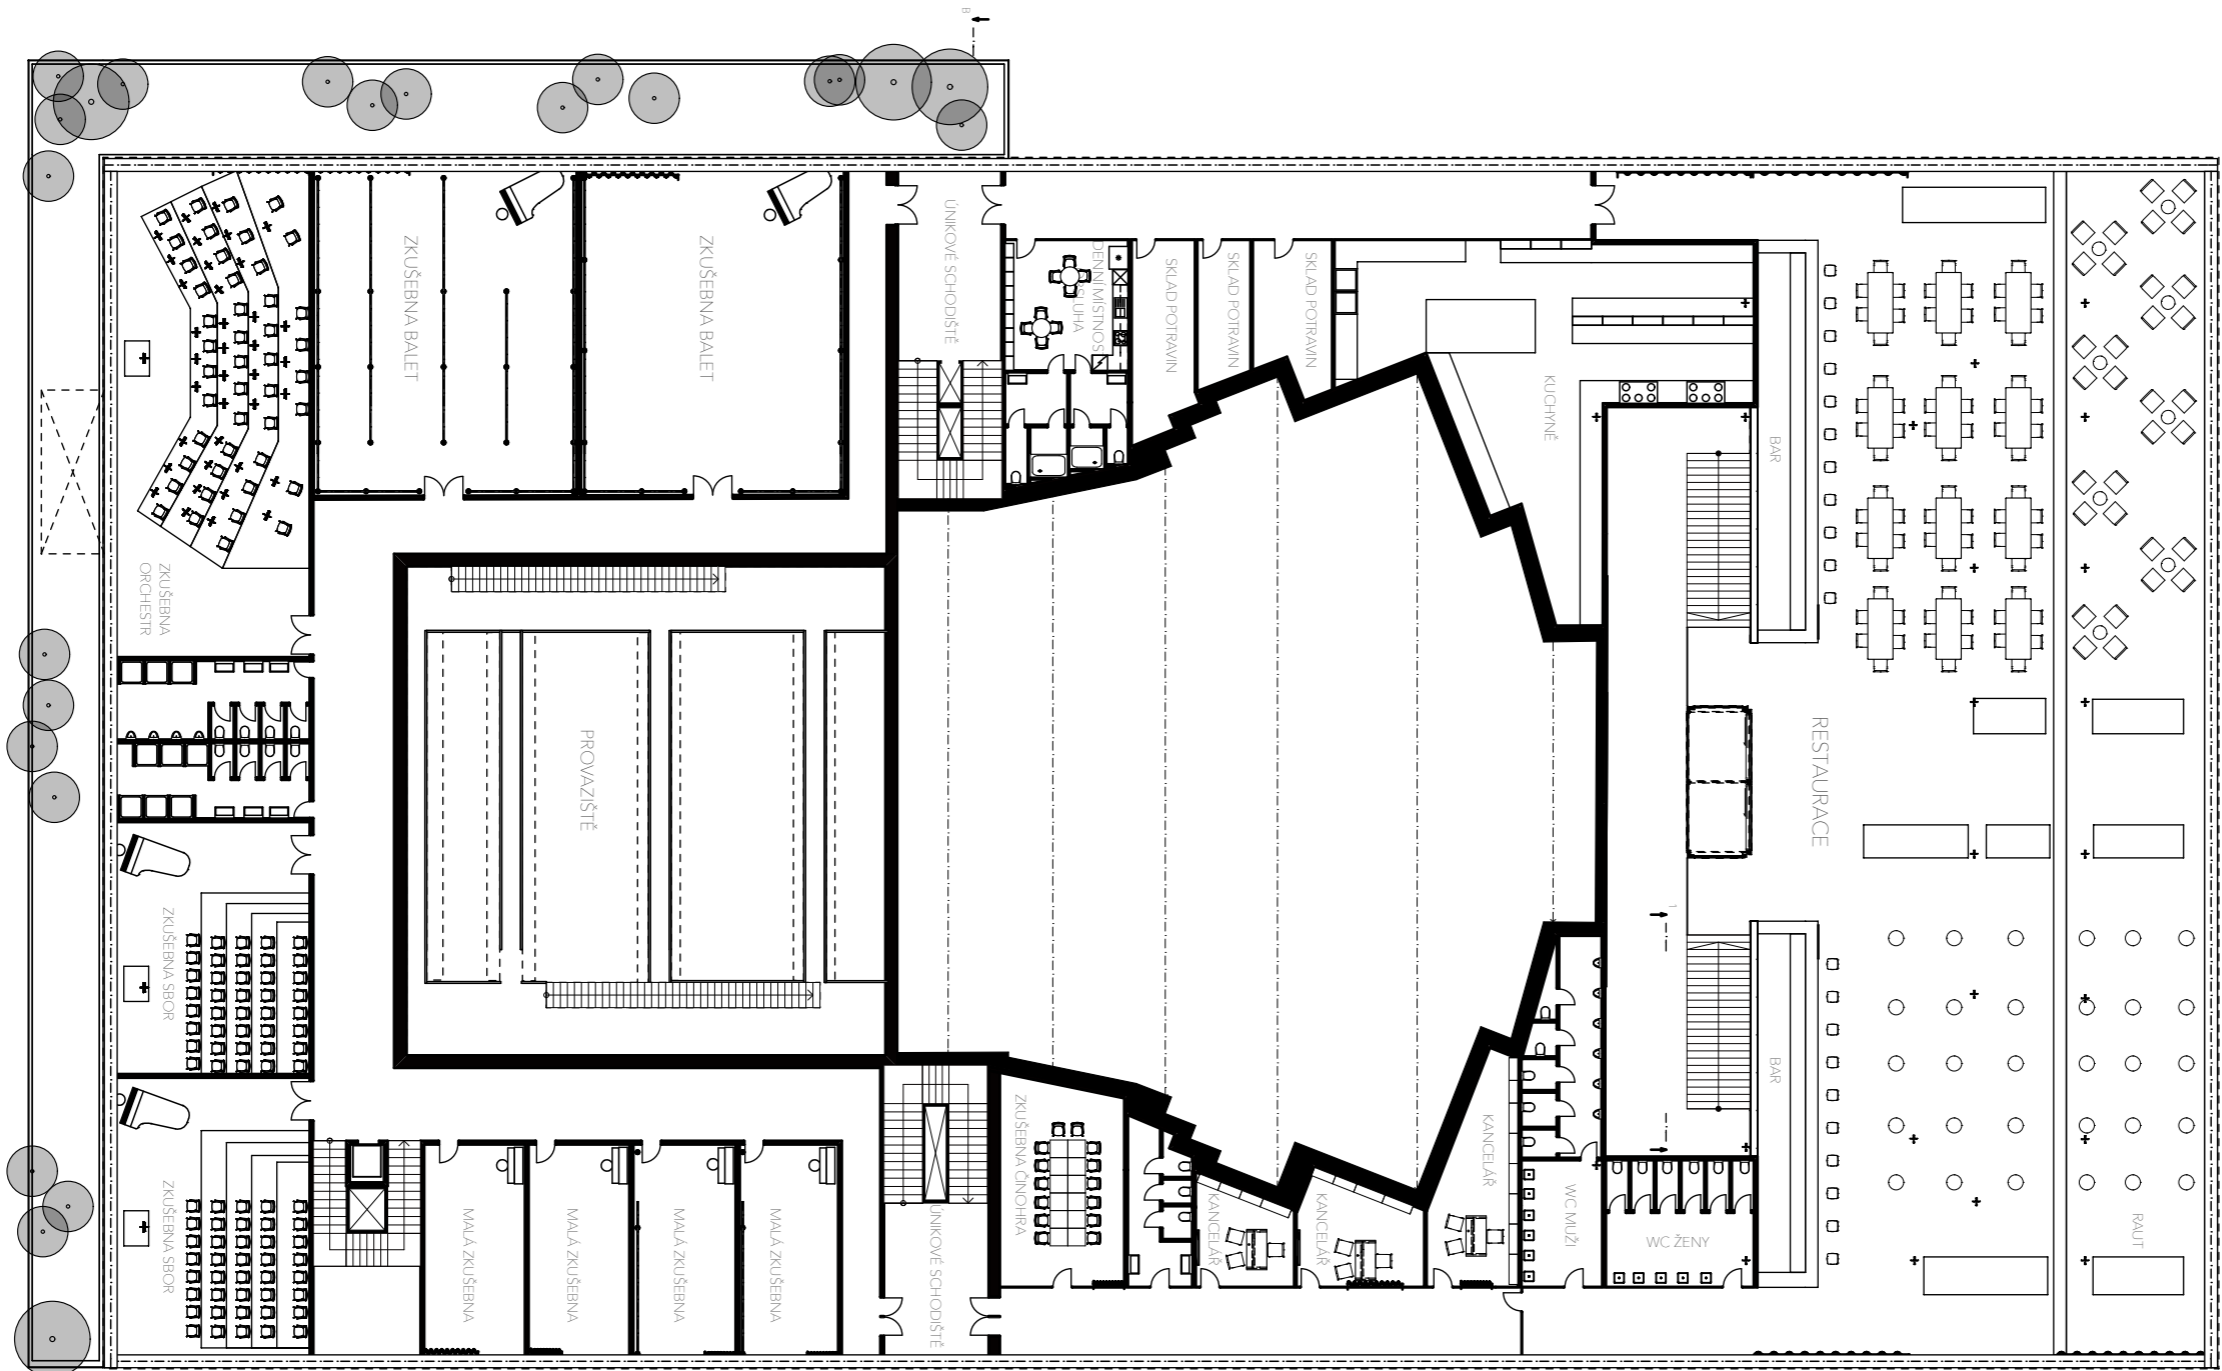 B
ZKUŠEBNA BALET
ZKUŠEBNA BALET
ÚNIKOVÉ SCHODIŠTĚ
DENNÍ MÍSTNOS
SKLAD POTRAVIN
SKLAD POTRAVIN
SKLAD POTRAVIN
KUCHYNĚ
BAR
ZKUŠEBNA
ORCHESTR
PROVAZIŠTĚ
RESTAURACE
1
ZKUŠEBNA SBOR
BAR
ZKUŠEBNA SBOR
MALÁ ZKUŠEBNA
MALÁ ZKUŠEBNA
MALÁ ZKUŠEBNA
MALÁ ZKUŠEBNA
ÚNIKOVÉ SCHODIŠTĚ
ZKUŠEBNA ČINOHRA
KANCELÁŘ
KANCELÁŘ
KANCELÁŘ
WC MUŽI
WC ŽENY
RAUT